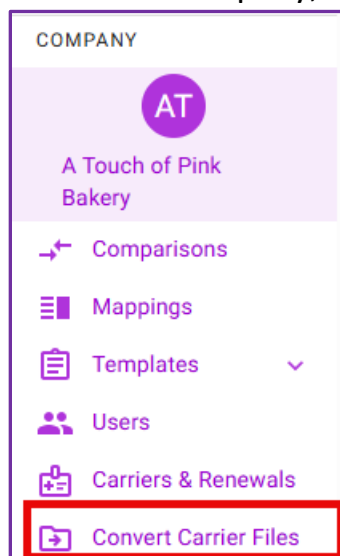 COMPANY
AT
A Touch of Pink
Bakery
Comparisons
Mappings
Templates
Users
Carriers & Renewals
Convert Carrier Files